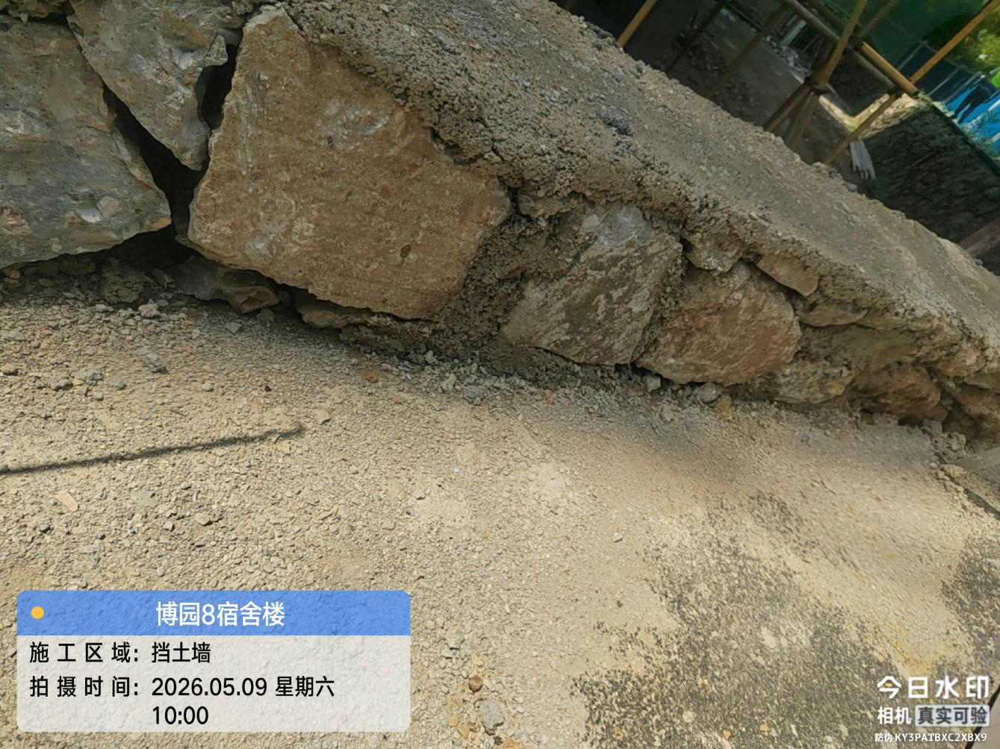 博园8宿舍楼
施工区域: 挡土墙
拍摄时间: 2026.05.09 星期六
10:00
今日水印
相机 真实可验
防伪 KY3PATBXC2XBX9